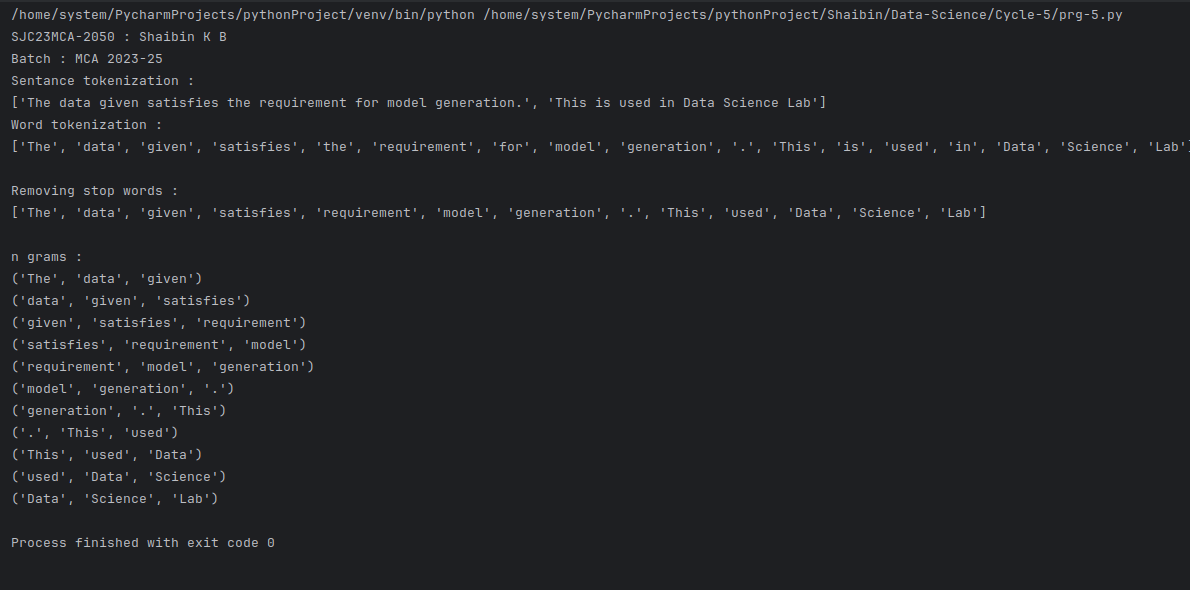 /home/system/PycharmProjects/pythonProject/venv/bin/python /home/system/PycharmProjects/pythonProject/Shaibin/Data-Science/Cycle-5/prg-5.py
SJC23MCA-2050 : Shaibin K B
Batch : MCA 2023-25
Sentance tokenization :
['The data given satisfies the requirement for model generation.', 'This is used in Data Science Lab']
Word tokenization :
['The', 'data', 'given', 'satisfies', 'the', 'requirement', 'for', 'model', 'generation', '.', 'This', 'is', 'used', 'in', 'Data', 'Science', 'Lab']
Removing stop words :
['The', 'data', 'given', 'satisfies', 'requirement', 'model', 'generation', '.', 'This', 'used', 'Data', 'Science', 'Lab']
n grams :
('The', 'data', 'given')
('data', 'given', 'satisfies')
('given', 'satisfies', 'requirement')
('satisfies', 'requirement', 'model')
('requirement', 'model', 'generation')
('model', 'generation', '.')
('generation', '.', 'This')
('.', 'This', 'used')
('This', 'used', 'Data')
('used', 'Data', 'Science')
('Data', 'Science', 'Lab')
Process finished with exit code 0